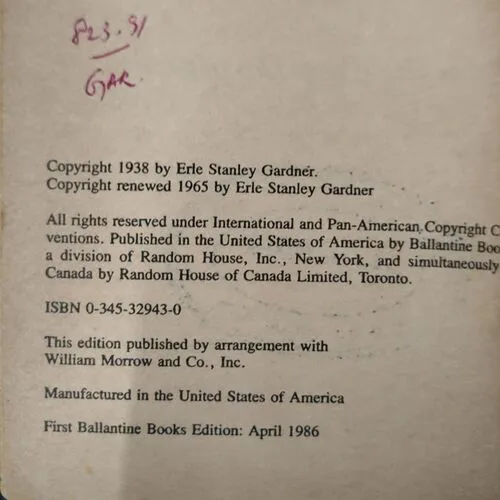 823.91
GAR.
Copyright 1938 by Erle Stanley Gardner.
Copyright renewed 1965 by Erle Stanley Gardner
All rights reserved under International and Pan-American Copyright C
ventions. Published in the United States of America by Ballantine Boo
a division of Random House, Inc., New York, and simultaneously
Canada by Random House of Canada Limited, Toronto.
ISBN 0-345-32943-0
This edition published by arrangement with
William Morrow and Co., Inc.
Manufactured in the United States of America
First Ballantine Books Edition: April 1986